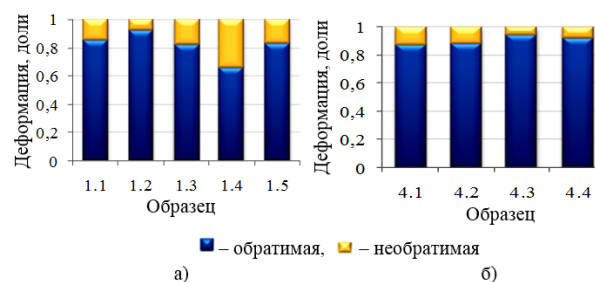 Деформация, доли
1
0,8
0,6
0,4
0,2
0
1.1 1.2 1.3 1.4 1.5
Образец
Деформация, доли
1
0,8
0,6
0,4
0,2
0
4.1 4.2 4.3 4.4
Образец
– обратимая, – необратимая
а) б)